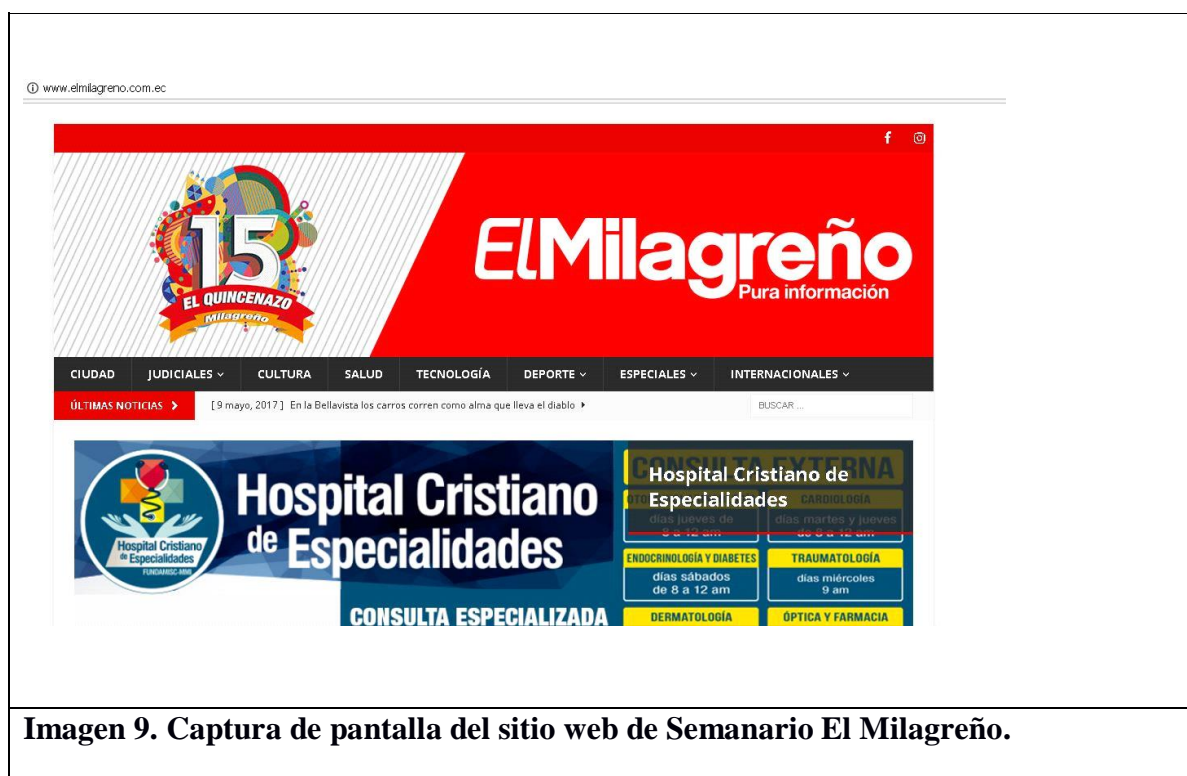 www.elmilagreno.com.ec
15
EL QUINCENAZO
Milagreño
ElMilagreño
Pura información
CIUDAD JUDICIALES CULTURA SALUD TECNOLOGÍA DEPORTE ESPECIALES INTERNACIONALES
ÚLTIMAS NOTICIAS [ 9 mayo, 2017 ] En la Bellavista los carros corren como alma que lleva el diablo BUSCAR ...
Hospital Cristiano
de Especialidades
FUNDAMISC-MMI
Hospital Cristiano
de Especialidades
CONSULTA ESPECIALIZADA
CONSULTA EXTERNA
Hospital Cristiano de
Especialidades
CARDIOLOGÍA
días jueves de
8 a 12 am
días martes y jueves
de 8 a 12 am
ENDOCRINOLOGÍA Y DIABETES
días sábados
de 8 a 12 am
TRAUMATOLOGÍA
días miércoles
9 am
DERMATOLOGÍA
ÓPTICA Y FARMACIA
Imagen 9. Captura de pantalla del sitio web de Semanario El Milagreño.